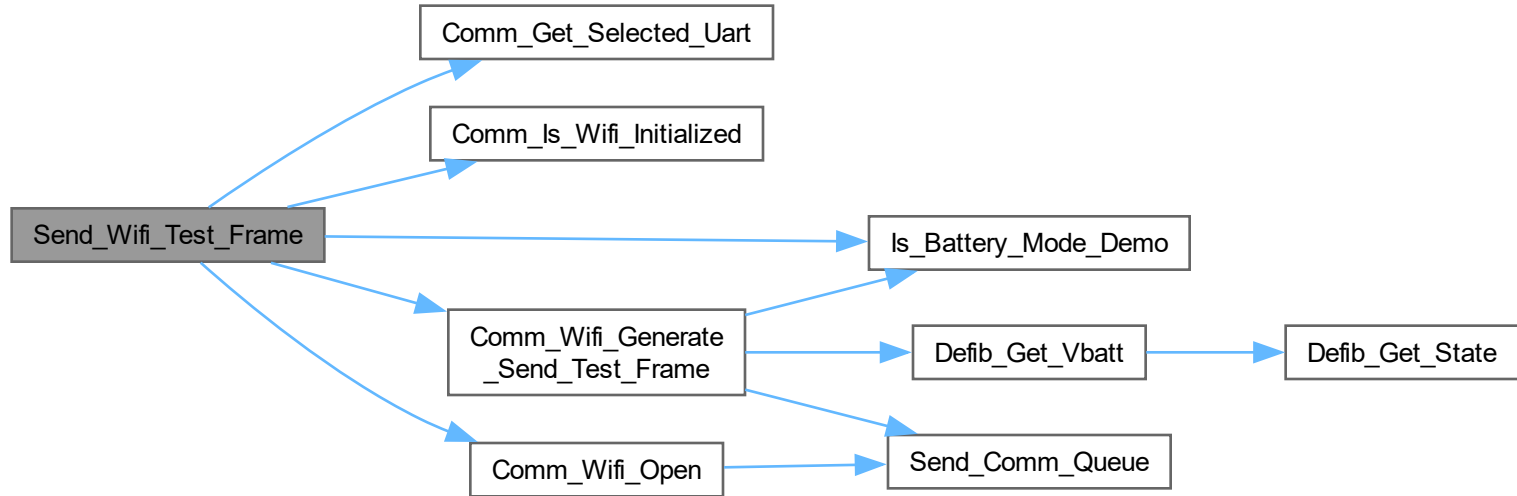 Comm_Get_Selected_Uart
Comm_Is_Wifi_Initialized
Send_Wifi_Test_Frame
Is_Battery_Mode_Demo
Comm_Wifi_Generate
_Send_Test_Frame
Defib_Get_Vbatt
Defib_Get_State
Comm_Wifi_Open
Send_Comm_Queue